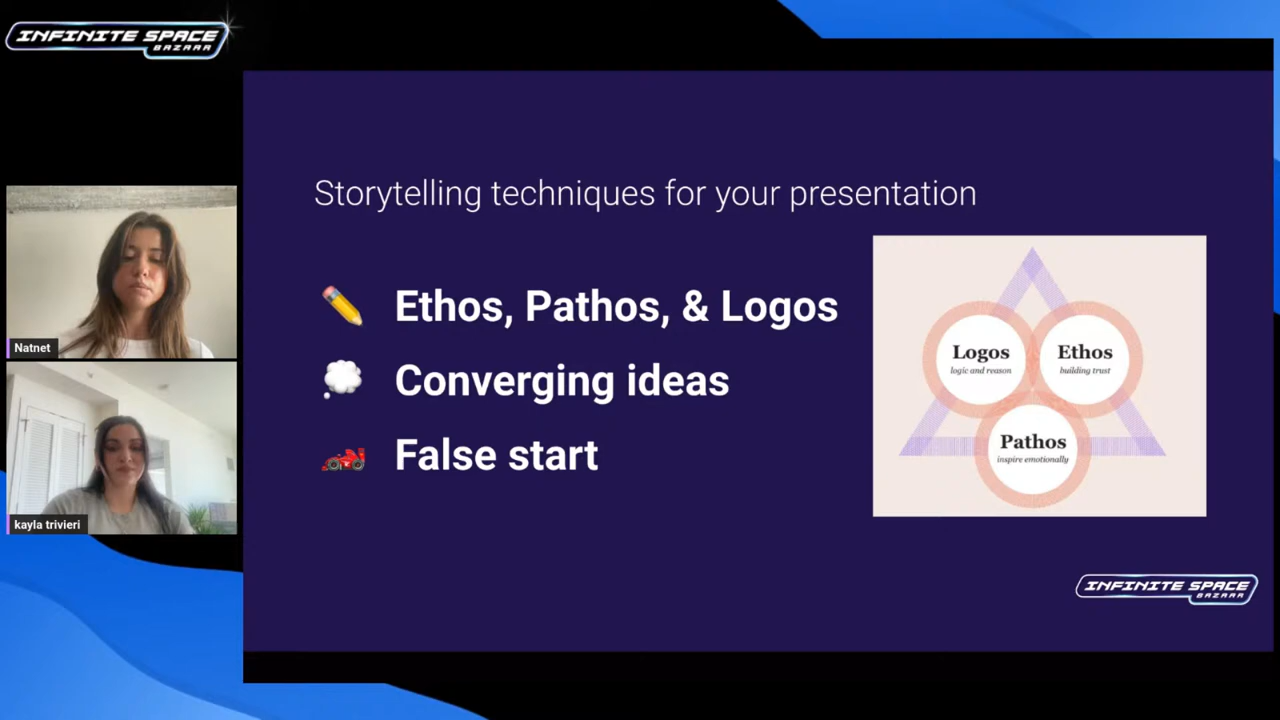 INFINITE SPACE
BAZAAR
Natnet
kayla trivieri
Storytelling techniques for your presentation
Ethos, Pathos, & Logos
Converging ideas
False start
Logos
logic and reason
Ethos
building trust
Pathos
inspire emotionally
INFINITE SPACE
BAZAAR